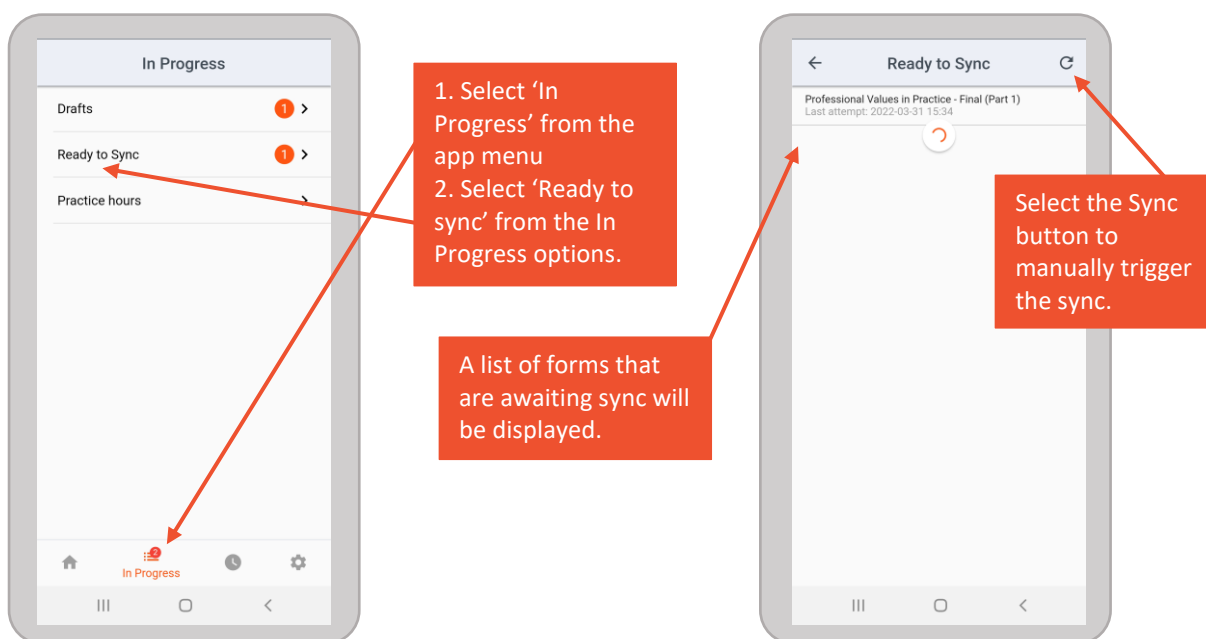 In Progress
Drafts
1
Ready to Sync
1
Practice hours
2
In Progress
1. Select ‘In
Progress’ from the
app menu
2. Select ‘Ready to
sync’ from the In
Progress options.
A list of forms that
are awaiting sync will
be displayed.
Ready to Sync
Professional Values in Practice - Final (Part 1)
Last attempt: 2022-03-31 15:34
Select the Sync
button to
manually trigger
the sync.